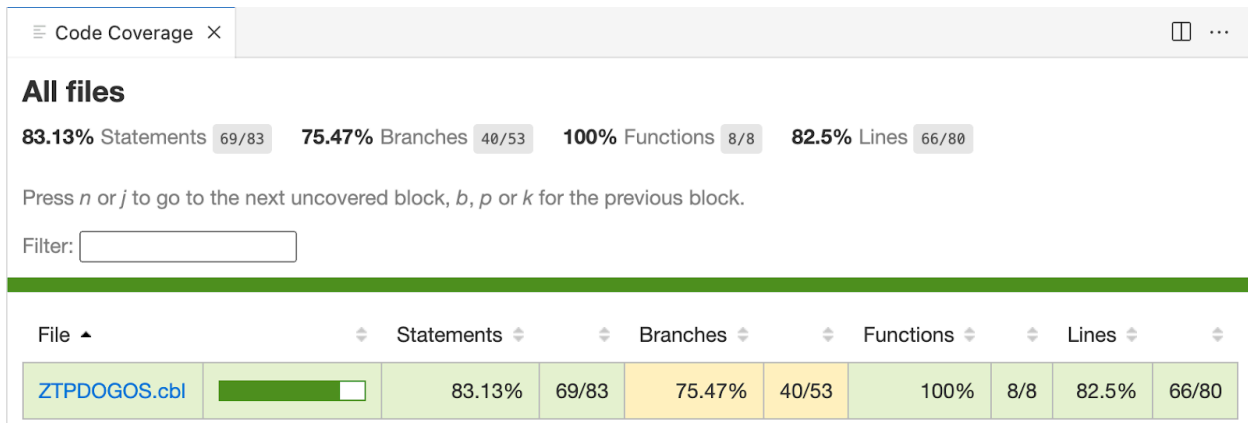 Code Coverage
All files
83.13% Statements 69/83 75.47% Branches 40/53 100% Functions 8/8 82.5% Lines 66/80
Press n or j to go to the next uncovered block, b, p or k for the previous block.
Filter:
File Statements Branches Functions Lines
ZTPDOGOS.cbl 83.13% 69/83 75.47% 40/53 100% 8/8 82.5% 66/80